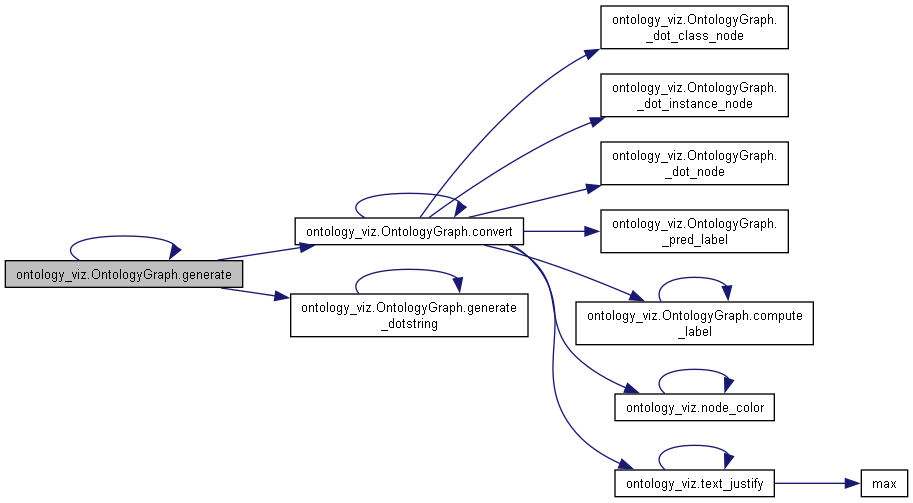 ontology_viz.OntologyGraph.
_dot_class_node
ontology_viz.OntologyGraph.
_dot_instance_node
ontology_viz.OntologyGraph.
_dot_node
ontology_viz.OntologyGraph.
_pred_label
ontology_viz.OntologyGraph.convert
ontology_viz.OntologyGraph.generate
ontology_viz.OntologyGraph.generate
_dotstring
ontology_viz.OntologyGraph.compute
_label
ontology_viz.node_color
ontology_viz.text_justify
max